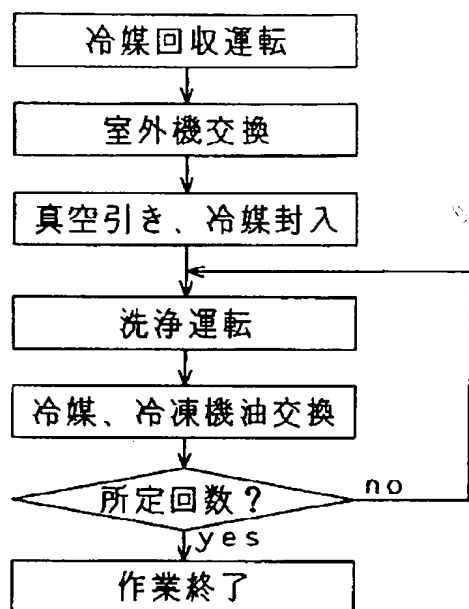 冷媒回収運転
室外機交換
真空引き、冷媒封入
洗浄運転
冷媒、冷凍機油交換
所定回数？
no
yes
作業終了